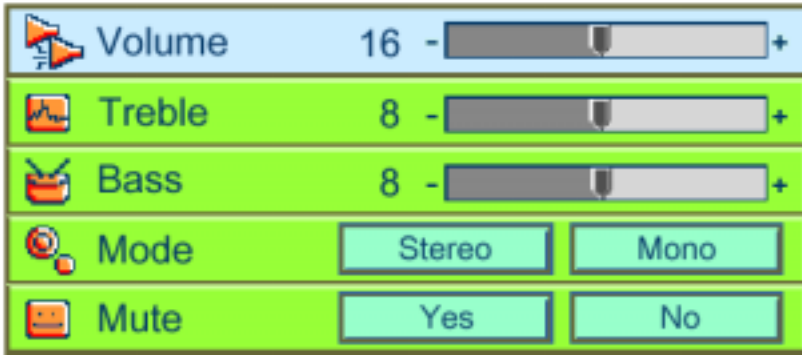 Volume 16 - +
Treble 8 - +
Bass 8 - +
Mode Stereo Mono
Mute Yes No